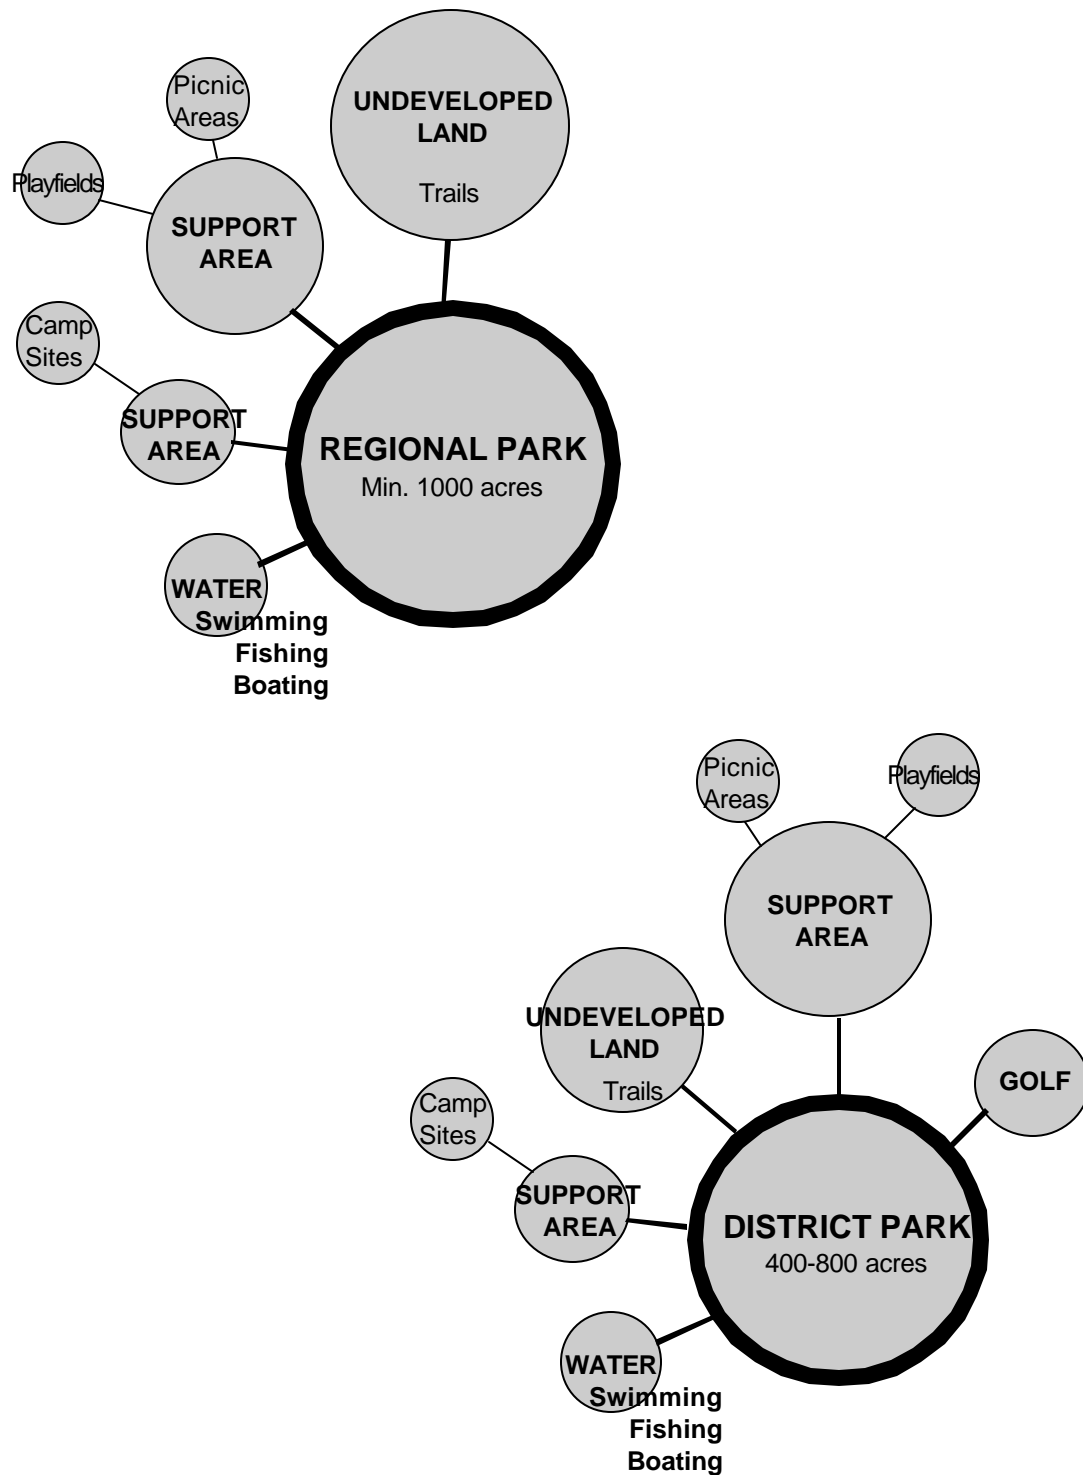 Picnic
Areas
UNDEVELOPED
LAND
Trails
Playfields
SUPPORT
AREA
Camp
Sites
SUPPORT
AREA
REGIONAL PARK
Min. 1000 acres
WATER
Swimming
Fishing
Boating
Picnic
Areas
Playfields
SUPPORT
AREA
UNDEVELOPED
LAND
Trails
GOLF
Camp
Sites
SUPPORT
AREA
DISTRICT PARK
400-800 acres
WATER
Swimming
Fishing
Boating